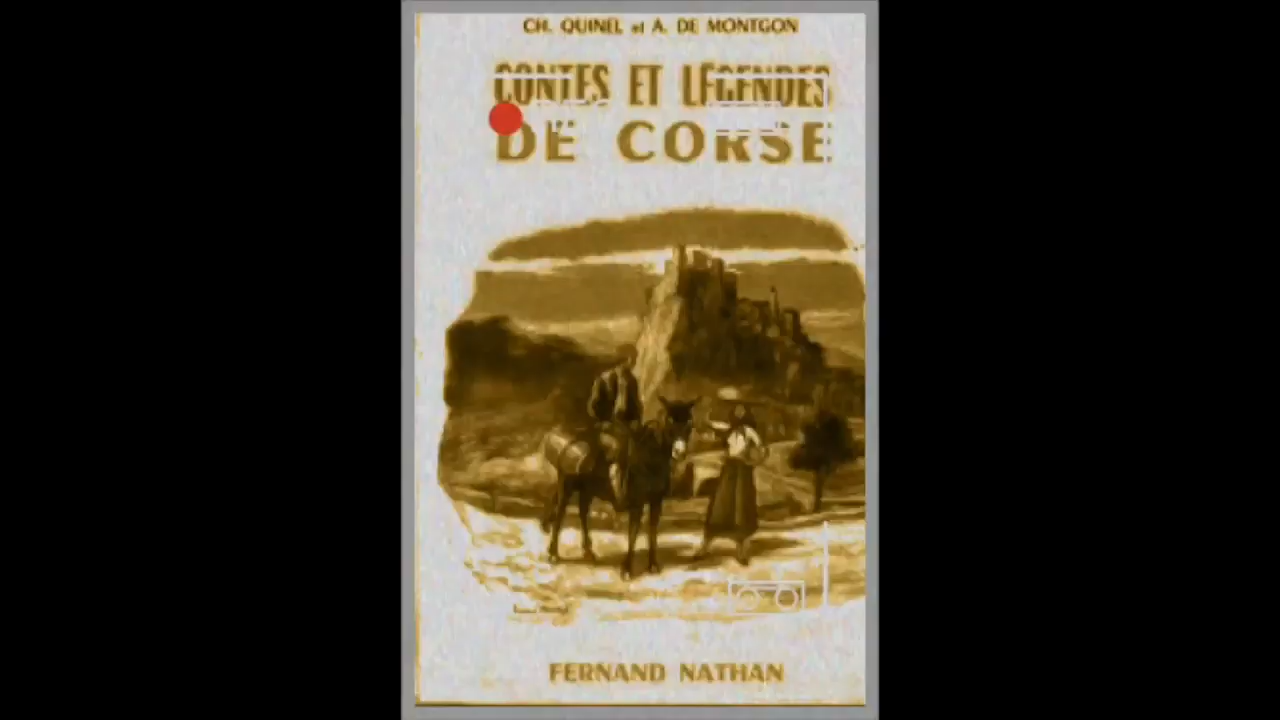 CH. QUINEL et A. DE MONTGON
CONTES ET LÉGENDES
DE CORSE
FERNAND NATHAN